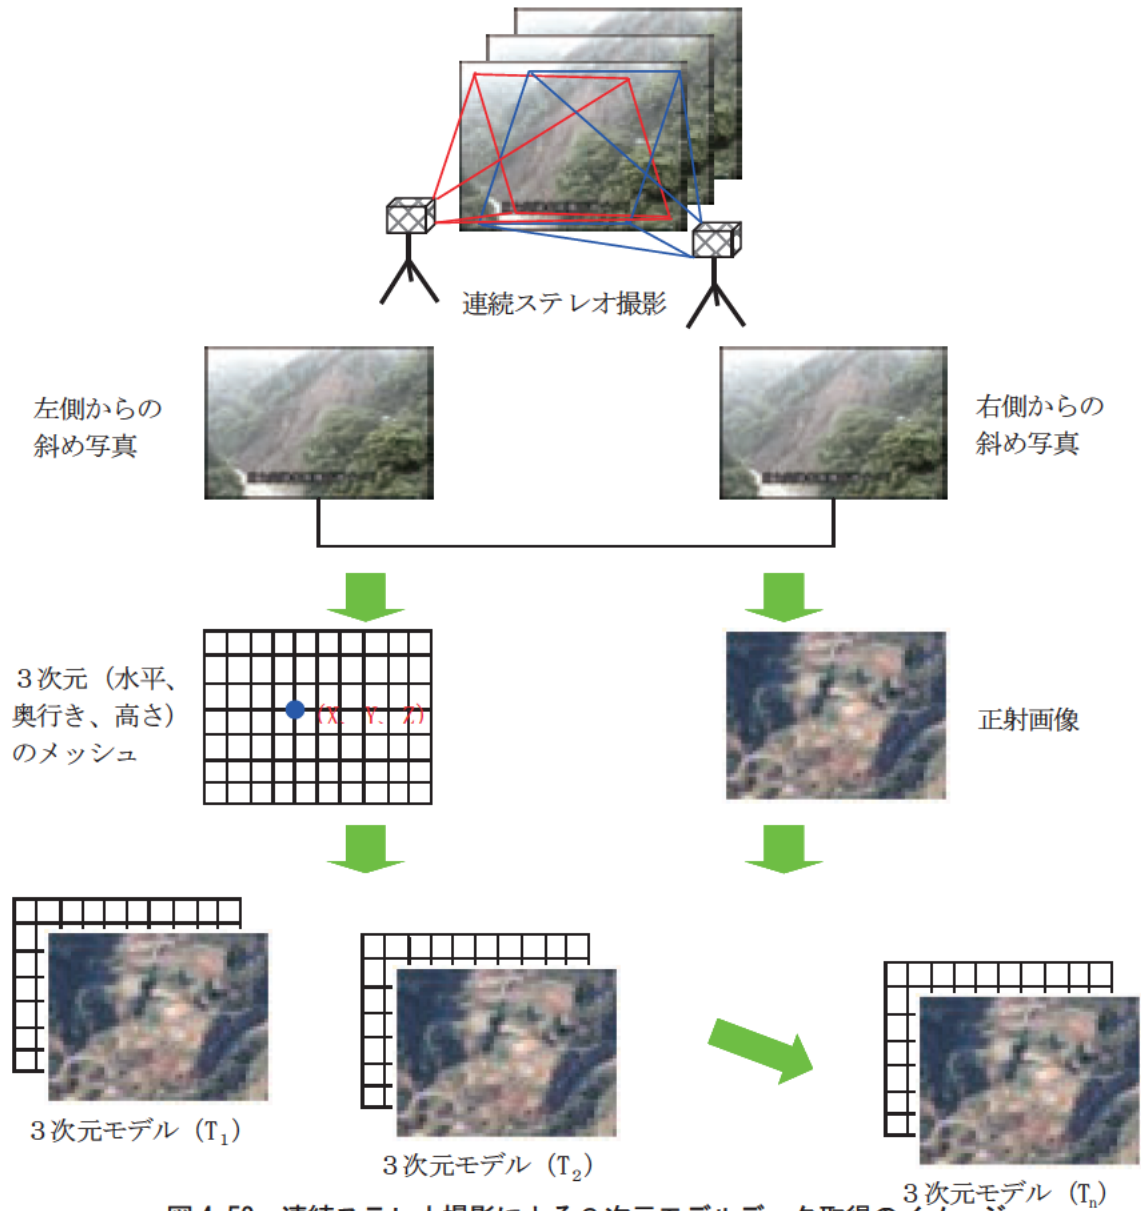 連続ステレオ撮影
左側からの
斜め写真
右側からの
斜め写真
3次元（水平、
奥行き、高さ）
のメッシュ
(X、Y、Z)
正射画像
3次元モデル（T₁）
3次元モデル（T₂）
3次元モデル（Tₙ）